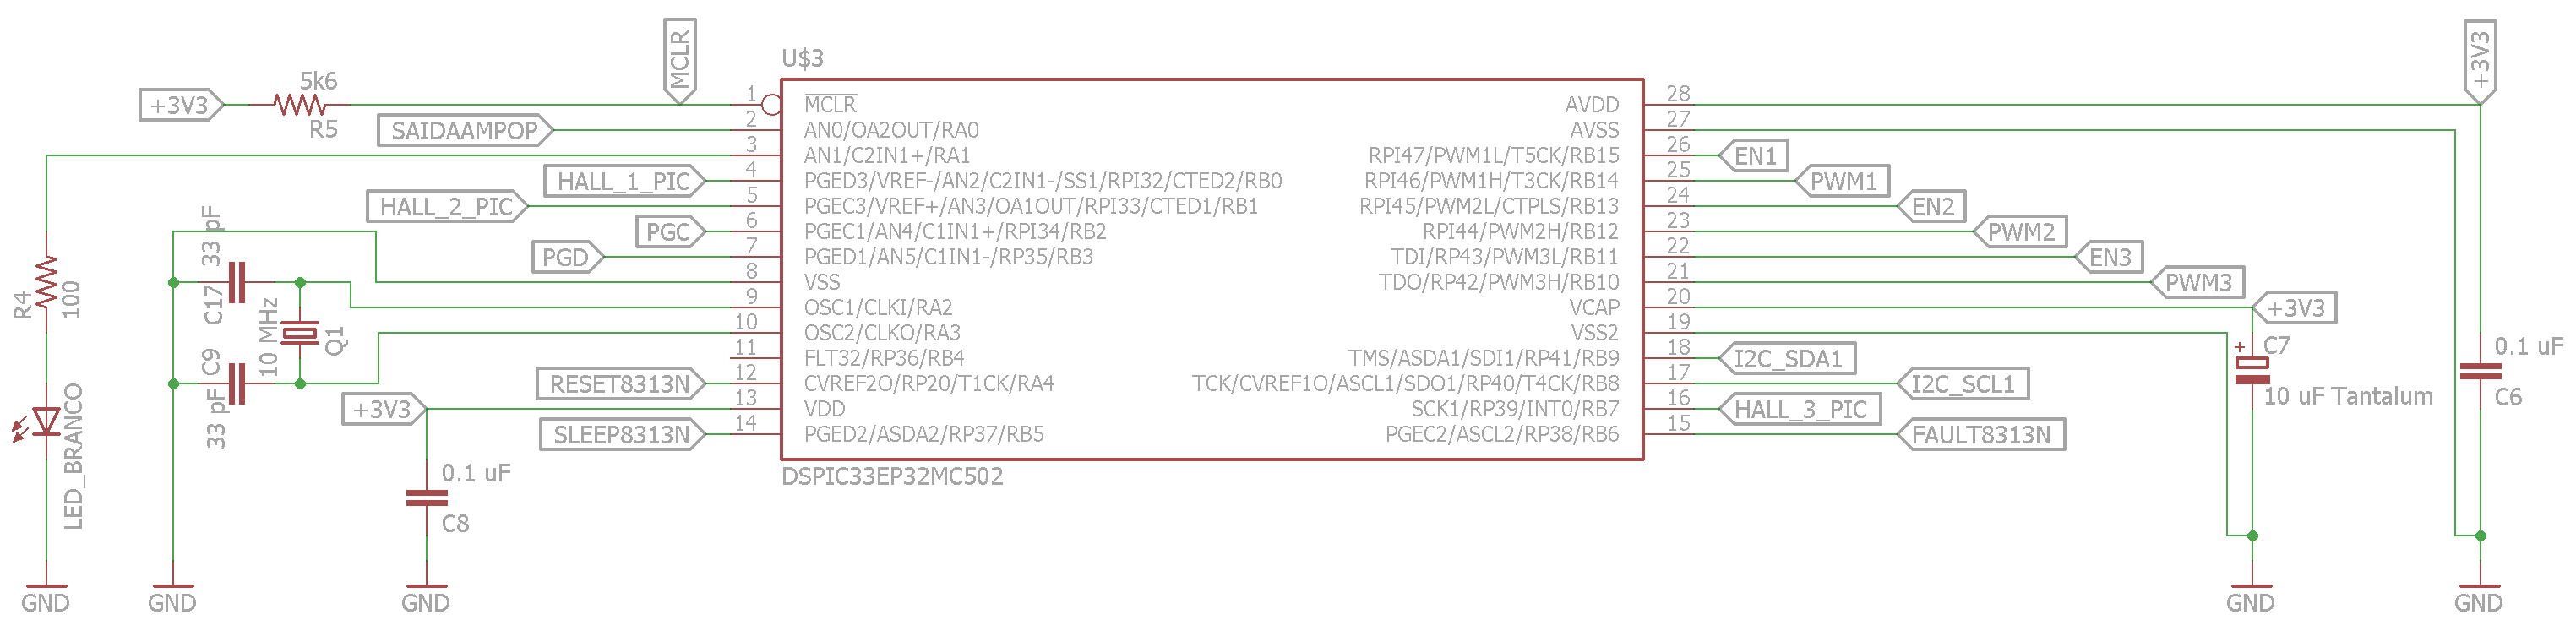 U$3
MCLR
+3V3
5k6
R5
SAIDAAMPOP
HALL_1_PIC
HALL_2_PIC
PGC
PGD
R4
100
LED_BRANCO
33 pF
C17
10 MHz
Q1
C9
33 pF
RESET8313N
+3V3
SLEEP8313N
0.1 uF
C8
GND
GND
GND
1 MCLR
2 AN0/OA2OUT/RA0
3 AN1/C2IN1+/RA1
4 PGED3/VREF-/AN2/C2IN1-/SS1/RPI32/CTED2/RB0
5 PGEC3/VREF+/AN3/OA1OUT/RPI33/CTED1/RB1
6 PGEC1/AN4/C1IN1+/RPI34/RB2
7 PGED1/AN5/C1IN1-/RP35/RB3
8 VSS
9 OSC1/CLKI/RA2
10 OSC2/CLKO/RA3
11 FLT32/RP36/RB4
12 CVREF2O/RP20/T1CK/RA4
13 VDD
14 PGED2/ASDA2/RP37/RB5
DSPIC33EP32MC502
AVDD 28
AVSS 27
RPI47/PWM1L/T5CK/RB15 26
RPI46/PWM1H/T3CK/RB14 25
RPI45/PWM2L/CTPLS/RB13 24
RPI44/PWM2H/RB12 23
TDI/RP43/PWM3L/RB11 22
TDO/RP42/PWM3H/RB10 21
VCAP 20
VSS2 19
TMS/ASDA1/SDI1/RP41/RB9 18
TCK/CVREF1O/ASCL1/SDO1/RP40/T4CK/RB8 17
SCK1/RP39/INT0/RB7 16
PGEC2/ASCL2/RP38/RB6 15
+3V3
EN1
PWM1
EN2
PWM2
EN3
PWM3
+3V3
I2C_SDA1
I2C_SCL1
HALL_3_PIC
FAULT8313N
+
C7
10 uF Tantalum
0.1 uF
C6
GND
GND